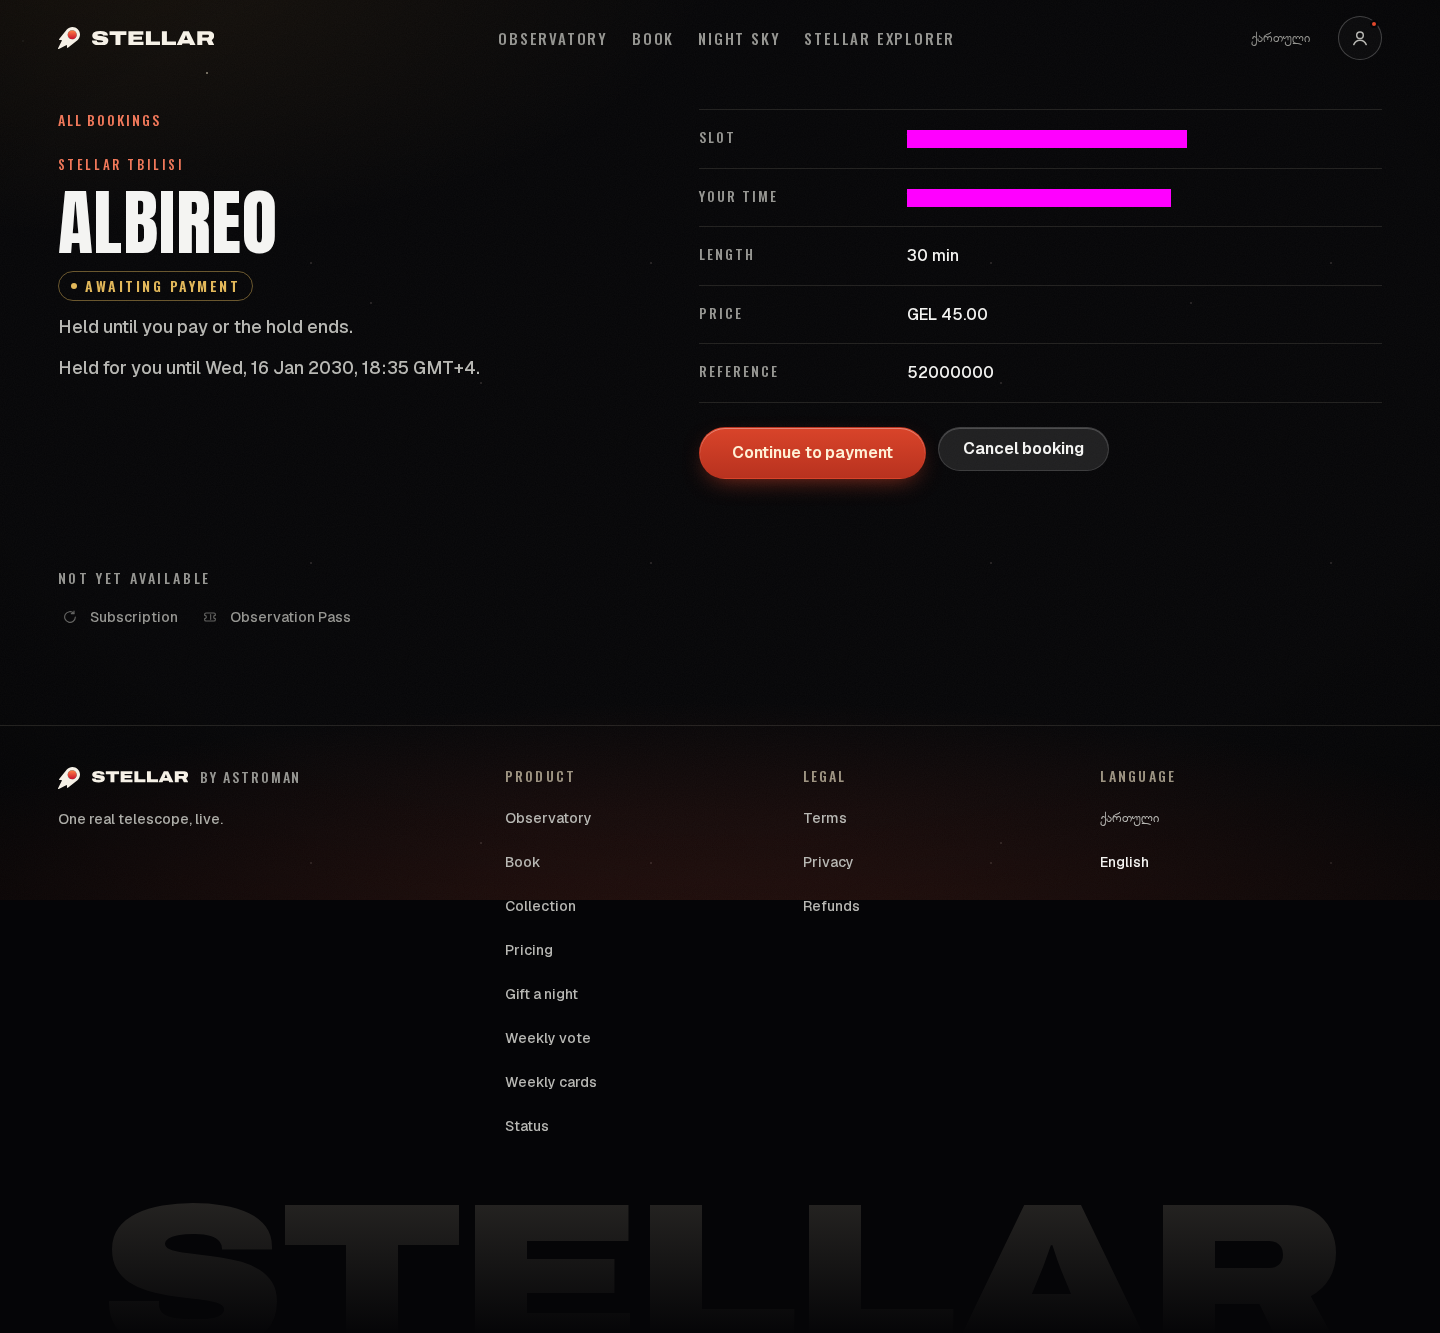 STELLAR
OBSERVATORY BOOK NIGHT SKY STELLAR EXPLORER
ქართული
ALL BOOKINGS
STELLAR TBILISI
ALBIREO
AWAITING PAYMENT
Held until you pay or the hold ends.
Held for you until Wed, 16 Jan 2030, 18:35 GMT+4.
SLOT
YOUR TIME
LENGTH 30 min
PRICE GEL 45.00
REFERENCE 52000000
Continue to payment Cancel booking
NOT YET AVAILABLE
Subscription Observation Pass
STELLAR BY ASTROMAN
One real telescope, live.
PRODUCT
Observatory
Book
Collection
Pricing
Gift a night
Weekly vote
Weekly cards
Status
LEGAL
Terms
Privacy
Refunds
LANGUAGE
ქართული
English
STELLAR